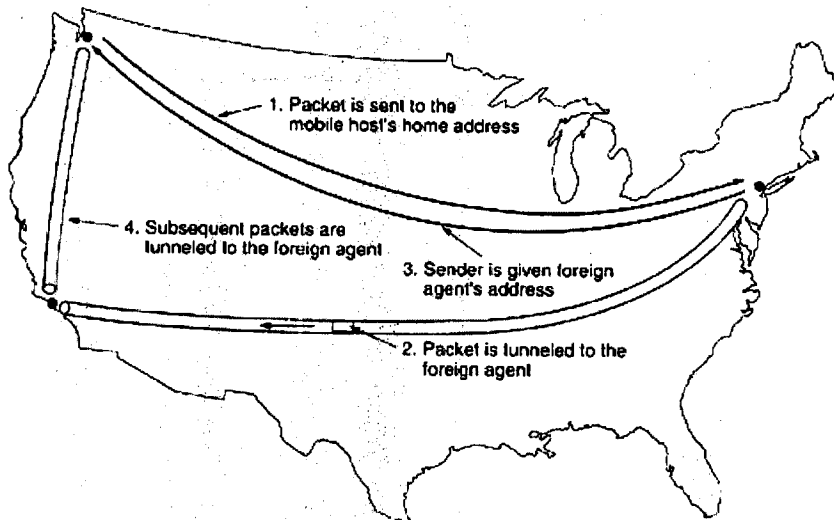 1. Packet is sent to the
mobile host's home address
4. Subsequent packets are
tunneled to the foreign agent
3. Sender is given foreign
agent's address
2. Packet is tunneled to the
foreign agent